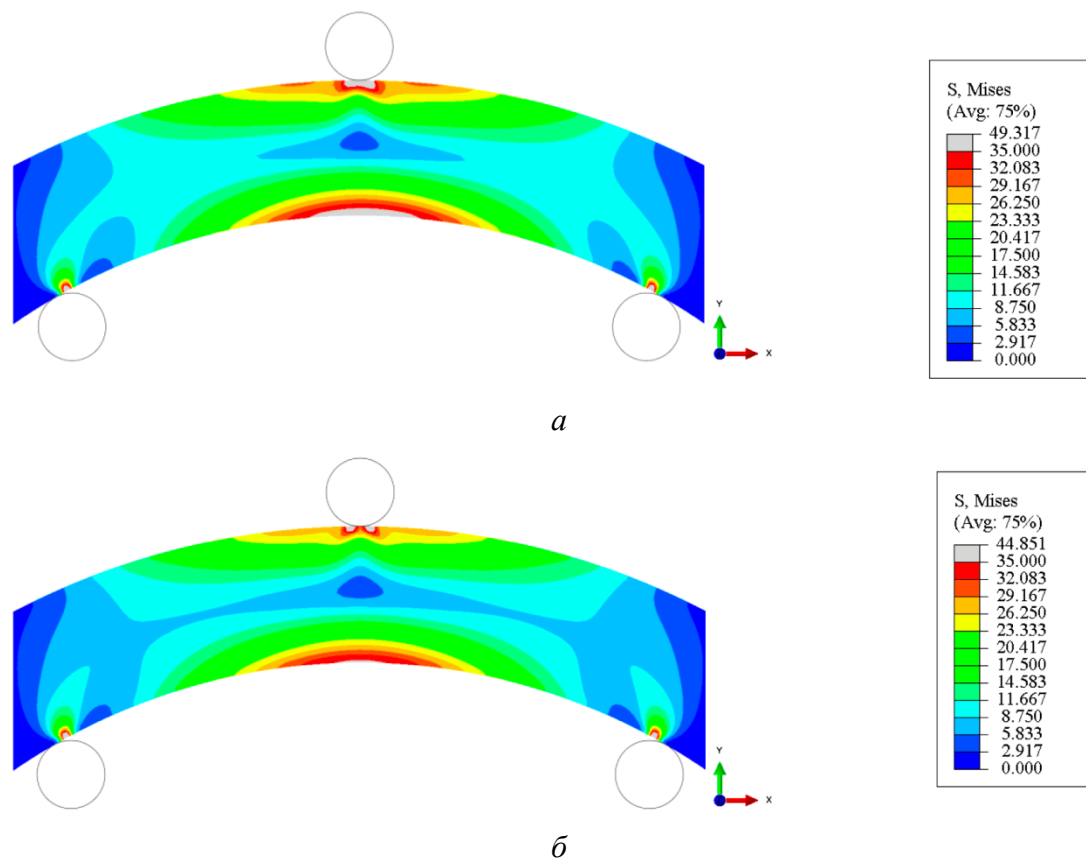 S, Mises
(Avg: 75%)
49.317
35.000
32.083
29.167
26.250
23.333
20.417
17.500
14.583
11.667
8.750
5.833
2.917
0.000
Y
X
а
S, Mises
(Avg: 75%)
44.851
35.000
32.083
29.167
26.250
23.333
20.417
17.500
14.583
11.667
8.750
5.833
2.917
0.000
Y
X
б